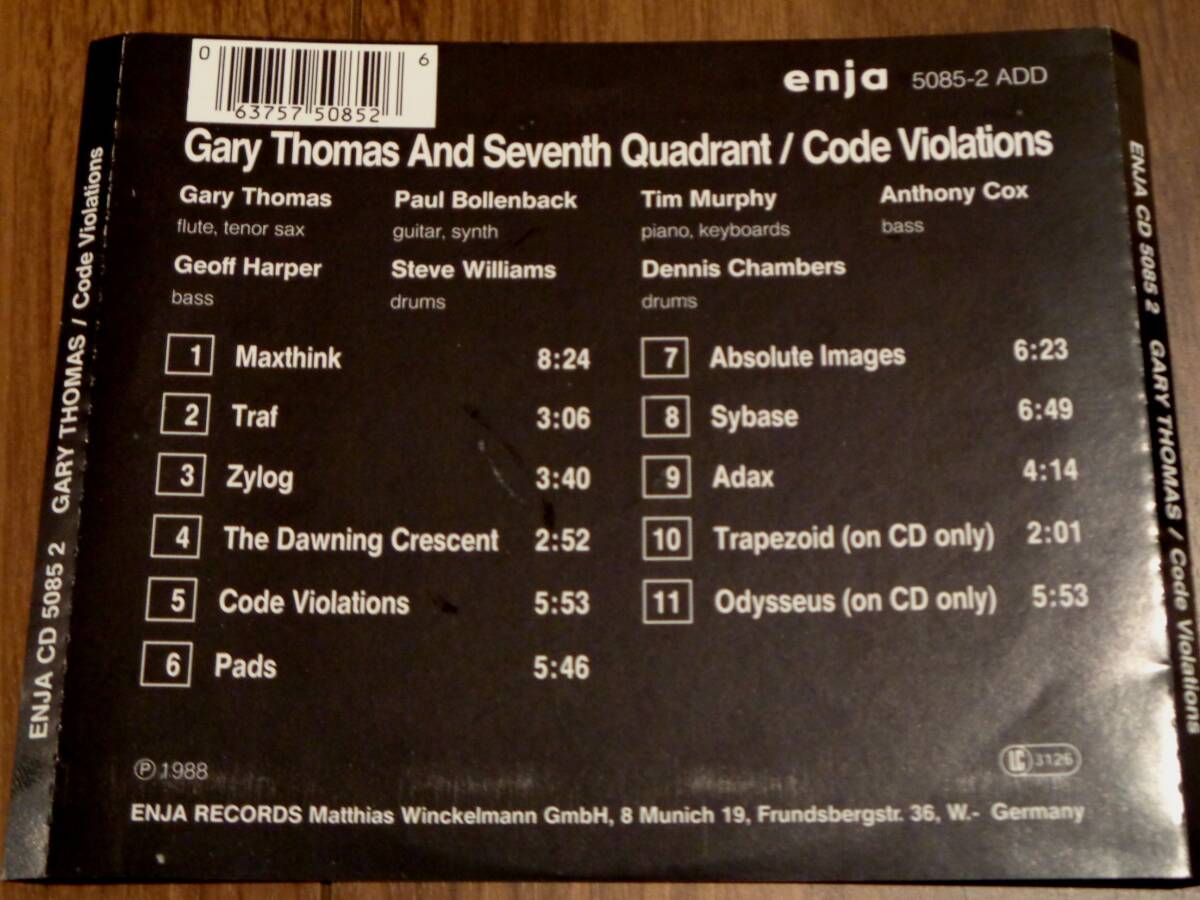 0 6
63757 50852
enja 5085-2 ADD
Gary Thomas And Seventh Quadrant / Code Violations
Gary Thomas Paul Bollenback Tim Murphy Anthony Cox
flute, tenor sax guitar, synth piano, keyboards bass
Geoff Harper Steve Williams Dennis Chambers
bass drums drums
1 Maxthink 8:24
2 Traf 3:06
3 Zylog 3:40
4 The Dawning Crescent 2:52
5 Code Violations 5:53
6 Pads 5:46
7 Absolute Images 6:23
8 Sybase 6:49
9 Adax 4:14
10 Trapezoid (on CD only) 2:01
11 Odysseus (on CD only) 5:53
℗ 1988
LC 3126
ENJA RECORDS Matthias Winckelmann GmbH, 8 Munich 19, Frundsbergstr. 36, W.- Germany
ENJA CD 5085 2 GARY THOMAS / Code Violations
ENJA CD 5085 2 GARY THOMAS / Code Violations